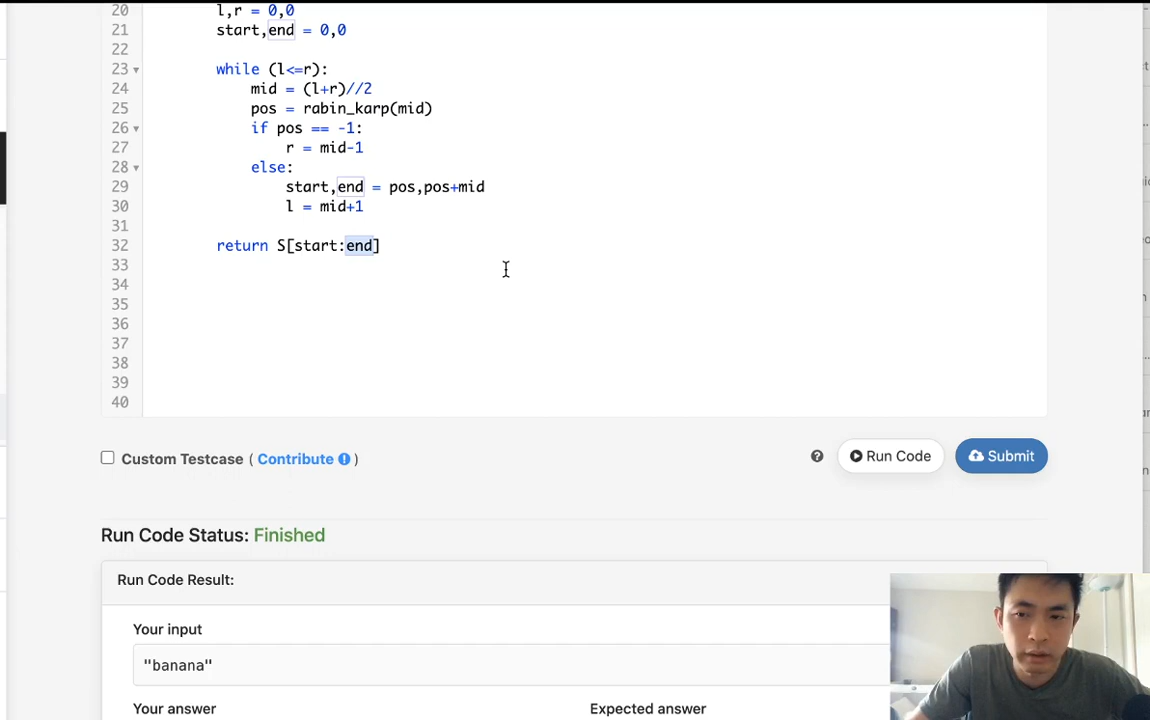 20 l,r = 0,0
21 start,end = 0,0
22
23 while (l<=r):
24 mid = (l+r)//2
25 pos = rabin_karp(mid)
26 if pos == -1:
27 r = mid-1
28 else:
29 start,end = pos,pos+mid
30 l = mid+1
31
32 return S[start:end]
33
34
35
36
37
38
39
40
Custom Testcase ( Contribute )
? Run Code Submit
Run Code Status: Finished
Run Code Result:
Your input
"banana"
Your answer Expected answer